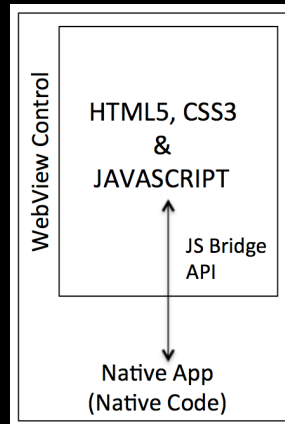 WebView Control
HTML5, CSS3
&
JAVASCRIPT
JS Bridge
API
Native App
(Native Code)